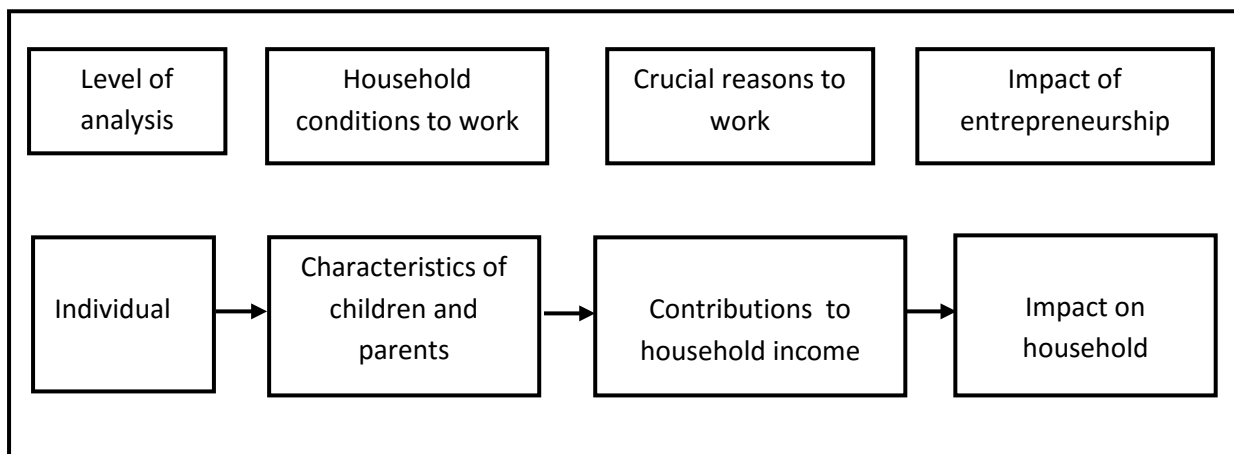 Level of
analysis
Household
conditions to work
Crucial reasons to
work
Impact of
entrepreneurship
Individual
Characteristics of
children and
parents
Contributions to
household income
Impact on
household